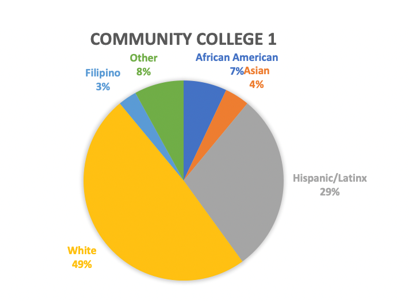 COMMUNITY COLLEGE 1
African American
7%
Asian
4%
Hispanic/Latinx
29%
White
49%
Filipino
3%
Other
8%